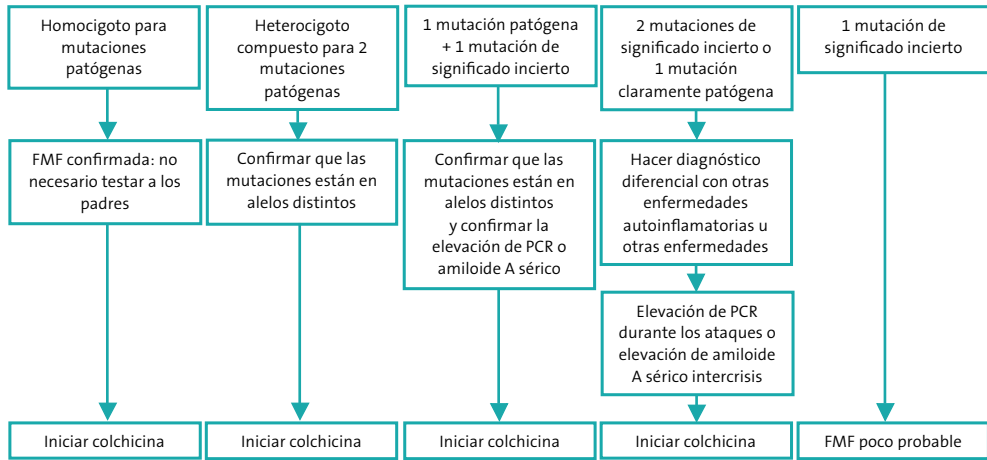 Homocigoto para
mutaciones
patógenas
Heterocigoto
compuesto para 2
mutaciones
patógenas
1 mutación patógena
+ 1 mutación de
significado incierto
2 mutaciones de
significado incierto o
1 mutación
claramente patógena
1 mutación de
significado incierto
FMF confirmada: no
necesario testar a los
padres
Confirmar que las
mutaciones están en
alelos distintos
Confirmar que las
mutaciones están en
alelos distintos
y confirmar la
elevación de PCR o
amiloide A sérico
Hacer diagnóstico
diferencial con otras
enfermedades
autoinflamatorias u
otras enfermedades
Elevación de PCR
durante los ataques o
elevación de amiloide
A sérico intercrisis
Iniciar colchicina
Iniciar colchicina
Iniciar colchicina
Iniciar colchicina
FMF poco probable